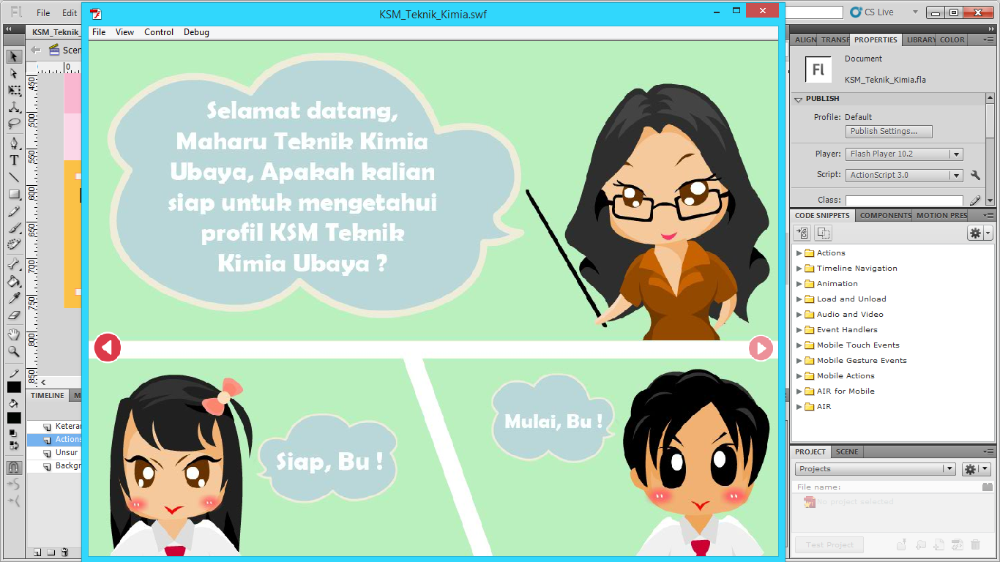 KSM_Teknik_Kimia.swf
Fl
File
Edit
CS Live
File View Control Debug
KSM_Teknik_
Scen
0
450
500
550
600
650
700
750
800
850
Selamat datang,
Maharu Teknik Kimia
Ubaya, Apakah kalian
siap untuk mengetahui
profil KSM Teknik
Kimia Ubaya ?
Siap, Bu !
Mulai, Bu !
TIMELINE
M
Keterar
Actions
Unsur
Backgr
ALIGN TRANSF PROPERTIES LIBRARY COLOR
Fl
Document
KSM_Teknik_Kimia.fla
PUBLISH
Profile: Default
Publish Settings...
Player: Flash Player 10.2
Script: ActionScript 3.0
Class:
CODE SNIPPETS COMPONENTS MOTION PRES
Actions
Timeline Navigation
Animation
Load and Unload
Audio and Video
Event Handlers
Mobile Touch Events
Mobile Gesture Events
Mobile Actions
AIR for Mobile
AIR
PROJECT SCENE
Projects
File name:
No project selected
Test Project